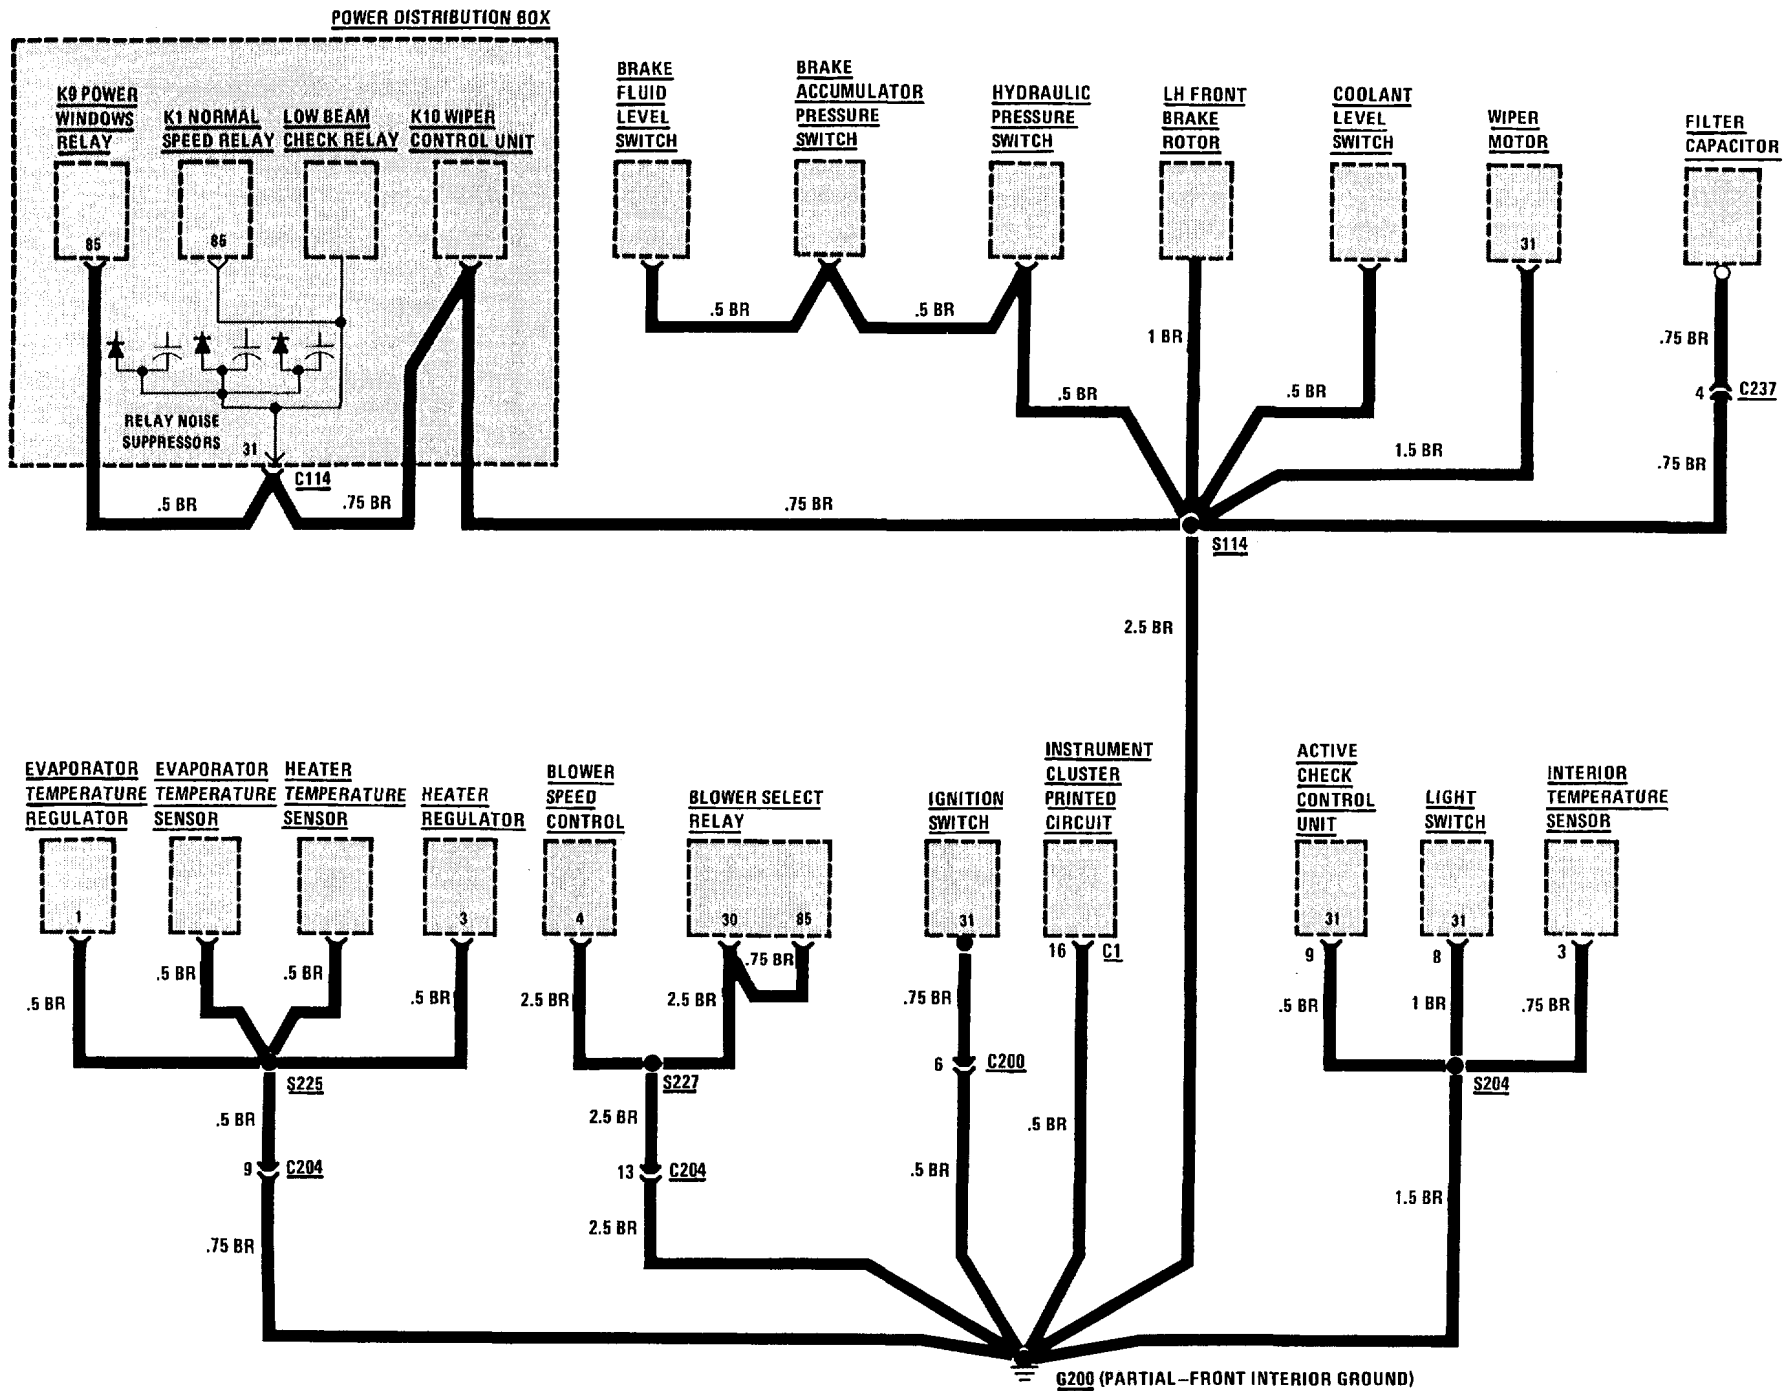 POWER DISTRIBUTION BOX
K9 POWER
WINDOWS
RELAY
K1 NORMAL
SPEED RELAY
LOW BEAM
CHECK RELAY
K10 WIPER
CONTROL UNIT
BRAKE
FLUID
LEVEL
SWITCH
BRAKE
ACCUMULATOR
PRESSURE
SWITCH
HYDRAULIC
PRESSURE
SWITCH
LH FRONT
BRAKE
ROTOR
COOLANT
LEVEL
SWITCH
WIPER
MOTOR
FILTER
CAPACITOR
85
85
31
.5 BR
.5 BR
1 BR
.75 BR
.5 BR
.5 BR
4
C237
RELAY NOISE
SUPPRESSORS
31
C114
1.5 BR
.75 BR
.5 BR
.75 BR
.75 BR
S114
2.5 BR
EVAPORATOR
TEMPERATURE
REGULATOR
EVAPORATOR
TEMPERATURE
SENSOR
HEATER
TEMPERATURE
SENSOR
HEATER
REGULATOR
BLOWER
SPEED
CONTROL
BLOWER SELECT
RELAY
IGNITION
SWITCH
INSTRUMENT
CLUSTER
PRINTED
CIRCUIT
ACTIVE
CHECK
CONTROL
UNIT
LIGHT
SWITCH
INTERIOR
TEMPERATURE
SENSOR
1
3
4
30
85
31
31
31
16
C1
9
8
3
.5 BR
.5 BR
.5 BR
.5 BR
2.5 BR
2.5 BR
.75 BR
.75 BR
.5 BR
1 BR
.75 BR
6
C200
S225
S227
S204
.5 BR
2.5 BR
.5 BR
9
C204
13
C204
.5 BR
1.5 BR
.75 BR
2.5 BR
G200 (PARTIAL-FRONT INTERIOR GROUND)